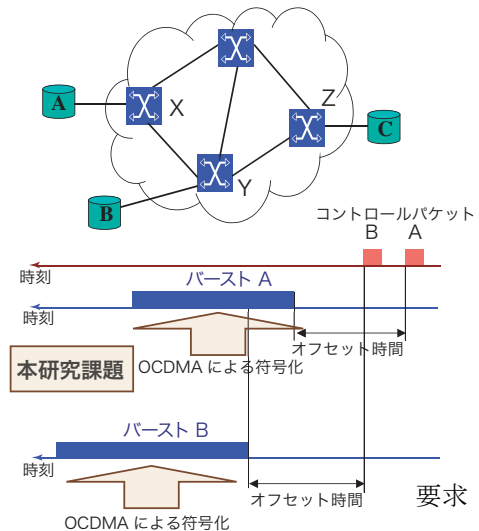 A
X
Z
C
B
Y
コントロールパケット
B A
時刻
バースト A
時刻
オフセット時間
本研究課題
OCDMA による符号化
バースト B
時刻
オフセット時間
要求
OCDMA による符号化